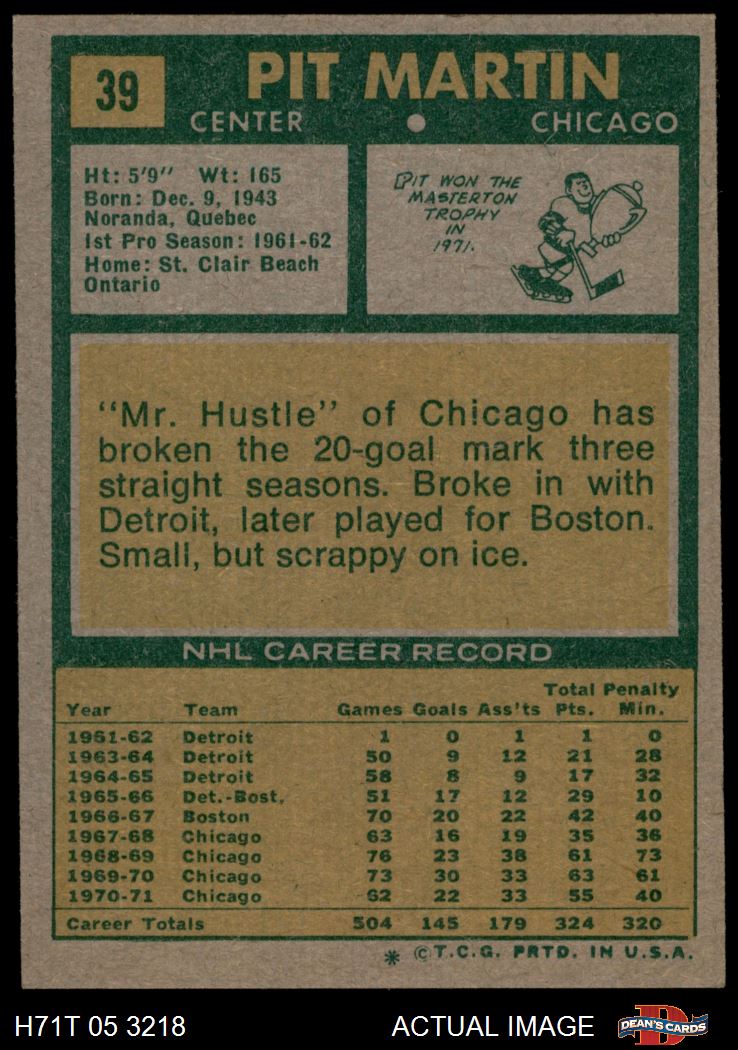 39
PIT MARTIN
CENTER • CHICAGO
Ht: 5'9" Wt: 165
Born: Dec. 9, 1943
Noranda, Quebec
1st Pro Season: 1961-62
Home: St. Clair Beach
Ontario
PIT WON THE
MASTERTON
TROPHY
IN
1971.
"Mr. Hustle" of Chicago has
broken the 20-goal mark three
straight seasons. Broke in with
Detroit, later played for Boston.
Small, but scrappy on ice.
NHL CAREER RECORD
Total Penalty
Year Team Games Goals Ass'ts Pts. Min.
1961-62 Detroit 1 0 1 1 0
1963-64 Detroit 50 9 12 21 28
1964-65 Detroit 58 8 9 17 32
1965-66 Det.-Bost. 51 17 12 29 10
1966-67 Boston 70 20 22 42 40
1967-68 Chicago 63 16 19 35 36
1968-69 Chicago 76 23 38 61 73
1969-70 Chicago 73 30 33 63 61
1970-71 Chicago 62 22 33 55 40
Career Totals 504 145 179 324 320
* ©T.C.G. PRTD. IN U.S.A.
H71T 05 3218 ACTUAL IMAGE D DEAN'S CARDS